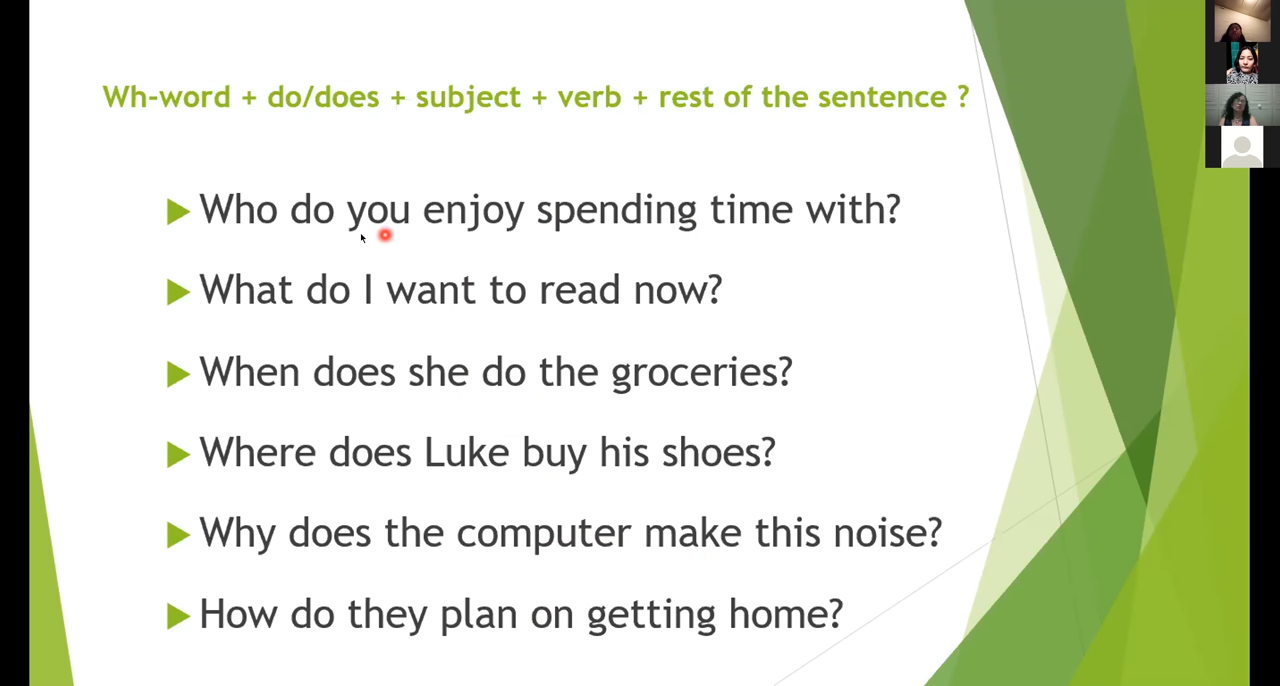 Wh-word + do/does + subject + verb + rest of the sentence ?
Who do you enjoy spending time with?
What do I want to read now?
When does she do the groceries?
Where does Luke buy his shoes?
Why does the computer make this noise?
How do they plan on getting home?